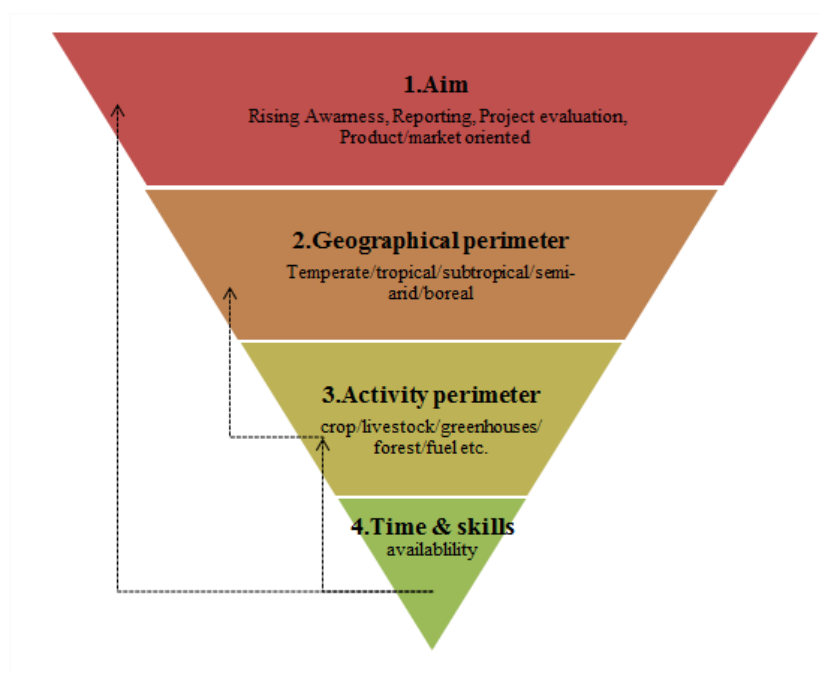 1.Aim
Rising Awarness, Reporting, Project evaluation,
Product/market oriented
2.Geographical perimeter
Temperate/tropical/subtropical/semi-
arid/boreal
3.Activity perimeter
crop/livestock/greenhouses/
forest/fuel etc.
4.Time & skills
availablility